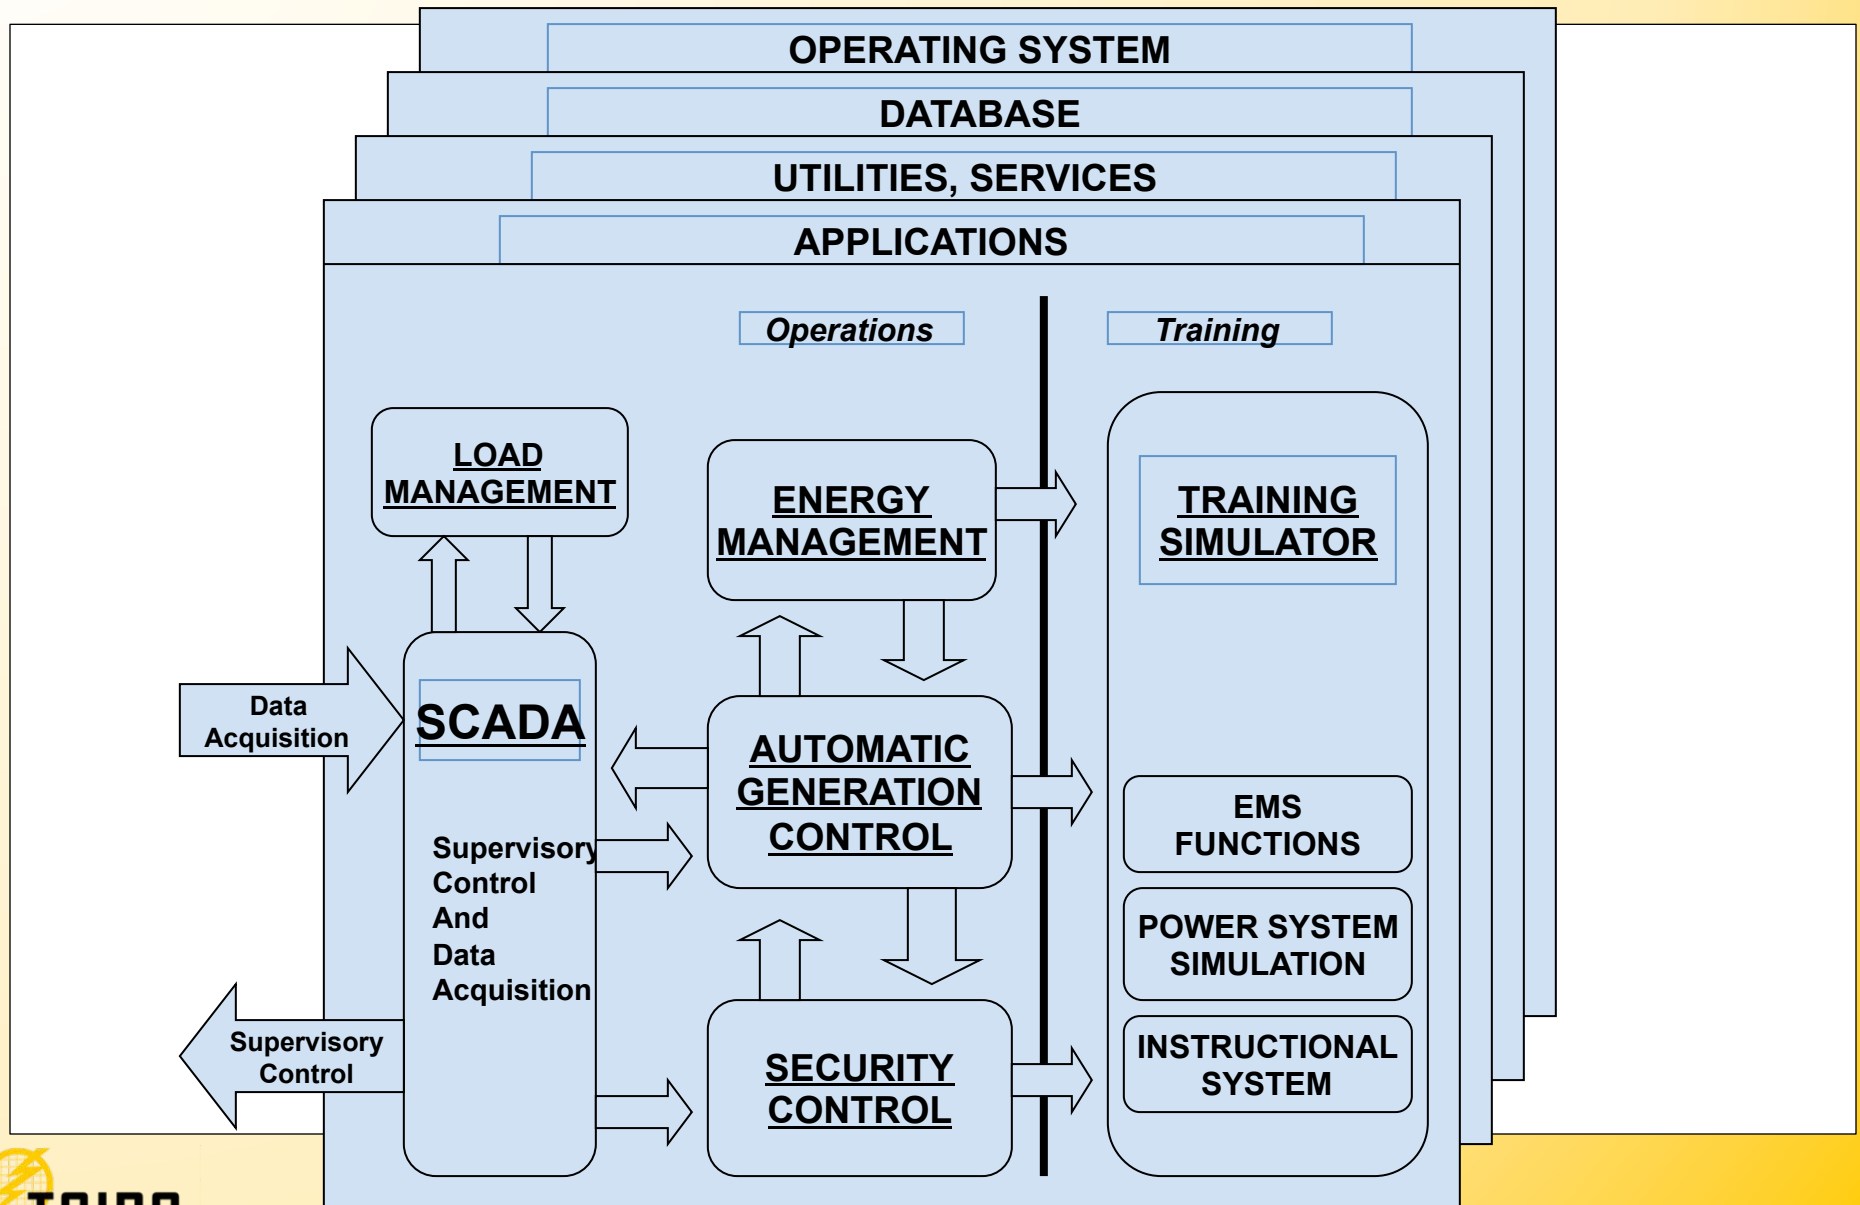 OPERATING SYSTEM
DATABASE
UTILITIES, SERVICES
APPLICATIONS
Operations
Training
LOAD
MANAGEMENT
ENERGY
MANAGEMENT
TRAINING
SIMULATOR
Data
Acquisition
SCADA
Supervisory
Control
And
Data
Acquisition
AUTOMATIC
GENERATION
CONTROL
EMS
FUNCTIONS
POWER SYSTEM
SIMULATION
Supervisory
Control
SECURITY
CONTROL
INSTRUCTIONAL
SYSTEM